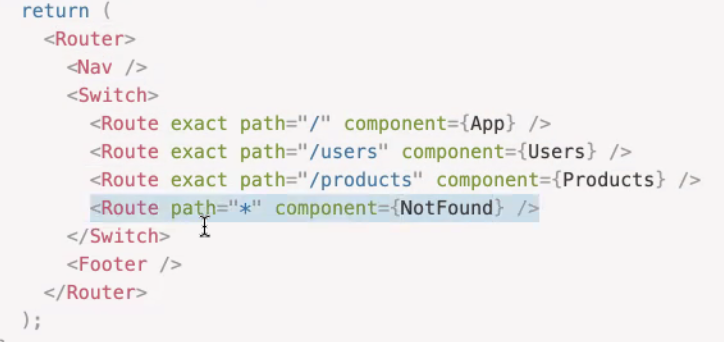 return (
<Router>
<Nav />
<Switch>
<Route exact path="/" component={App} />
<Route exact path="/users" component={Users} />
<Route exact path="/products" component={Products} />
<Route path="*" component={NotFound} />
</Switch>
<Footer />
</Router>
);